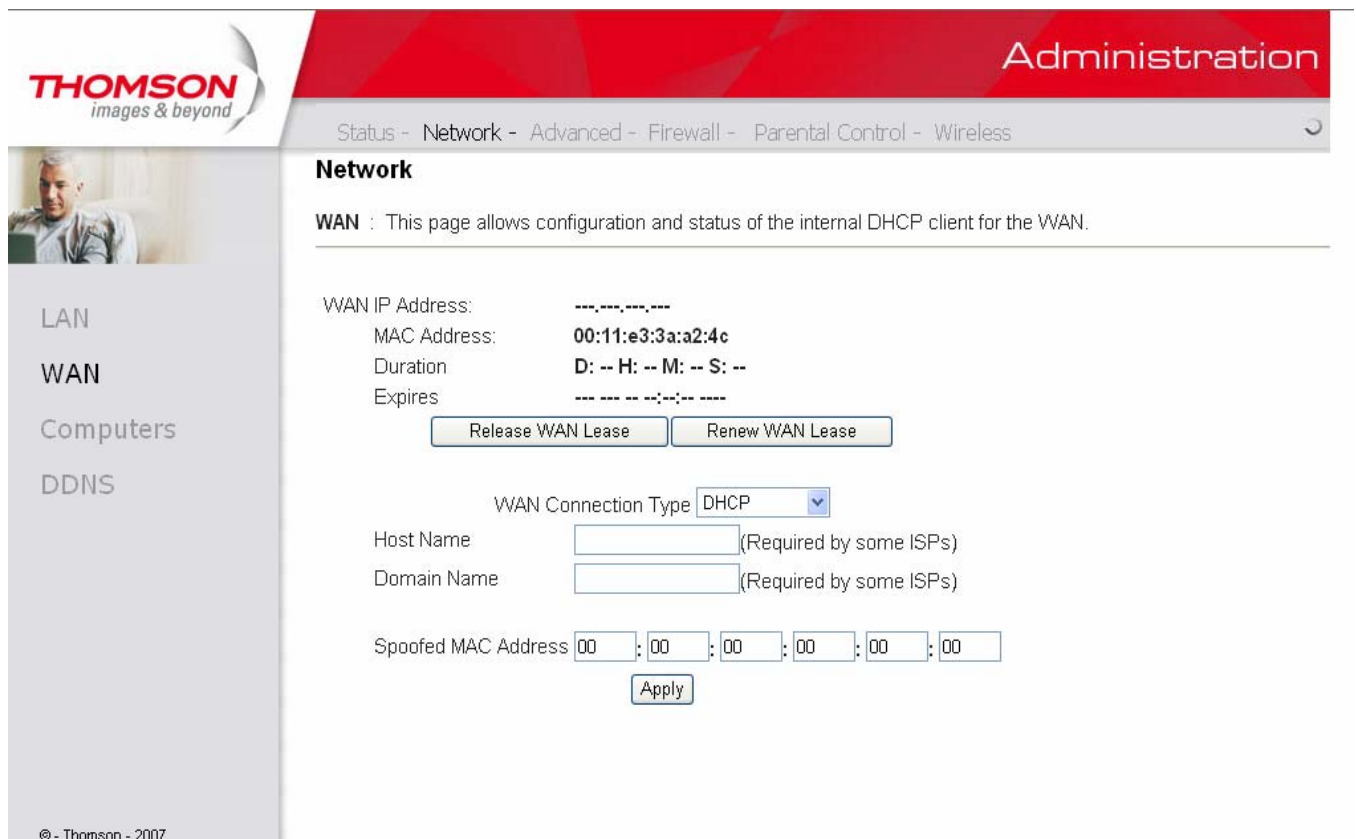 THOMSON
images & beyond
Administration
Status - Network - Advanced - Firewall - Parental Control - Wireless
Network
WAN : This page allows configuration and status of the internal DHCP client for the WAN.
LAN
WAN
Computers
DDNS
WAN IP Address: ---.---.---.---
MAC Address: 00:11:e3:3a:a2:4c
Duration D: -- H: -- M: -- S: --
Expires --- --- -- --:--:-- ----
Release WAN Lease Renew WAN Lease
WAN Connection Type DHCP
Host Name (Required by some ISPs)
Domain Name (Required by some ISPs)
Spoofed MAC Address 00 : 00 : 00 : 00 : 00 : 00
Apply
© - Thomson - 2007